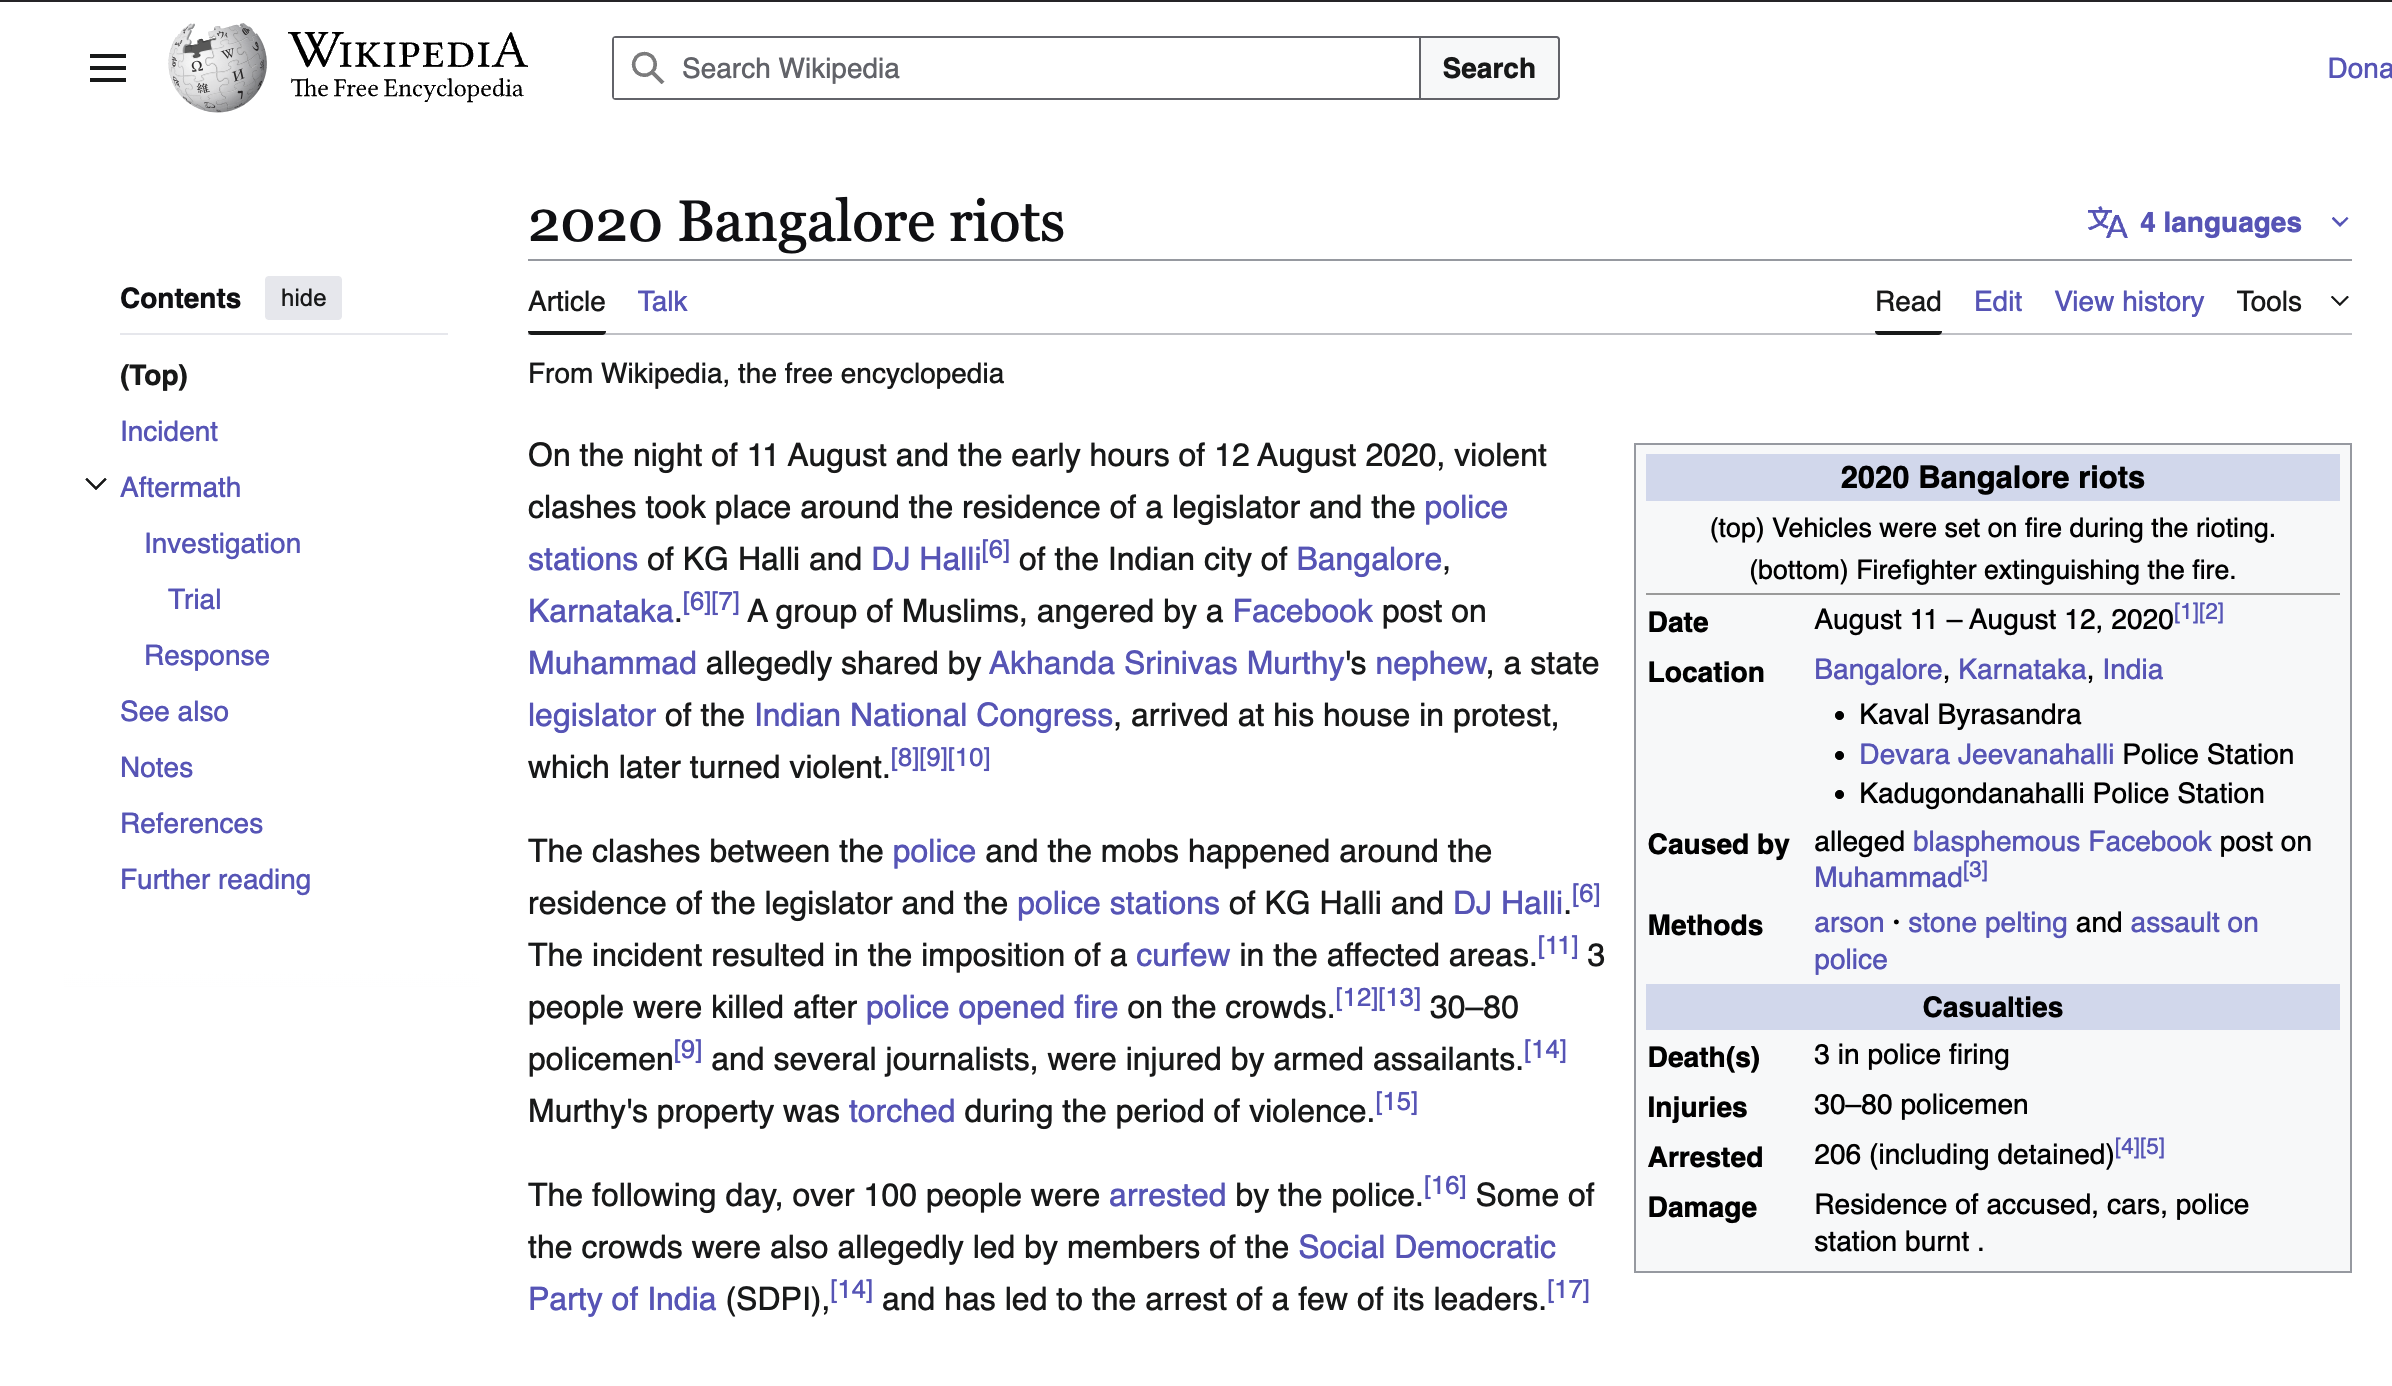 WIKIPEDIA
The Free Encyclopedia
Search Wikipedia
Search
Dona
2020 Bangalore riots
4 languages
Contents
hide
Article
Talk
Read
Edit
View history
Tools
(Top)
Incident
Aftermath
Investigation
Trial
Response
See also
Notes
References
Further reading
From Wikipedia, the free encyclopedia
On the night of 11 August and the early hours of 12 August 2020, violent
clashes took place around the residence of a legislator and the police
stations of KG Halli and DJ Halli[6] of the Indian city of Bangalore,
Karnataka.[6][7] A group of Muslims, angered by a Facebook post on
Muhammad allegedly shared by Akhanda Srinivas Murthy's nephew, a state
legislator of the Indian National Congress, arrived at his house in protest,
which later turned violent.[8][9][10]
The clashes between the police and the mobs happened around the
residence of the legislator and the police stations of KG Halli and DJ Halli.[6]
The incident resulted in the imposition of a curfew in the affected areas.[11] 3
people were killed after police opened fire on the crowds.[12][13] 30–80
policemen[9] and several journalists, were injured by armed assailants.[14]
Murthy's property was torched during the period of violence.[15]
The following day, over 100 people were arrested by the police.[16] Some of
the crowds were also allegedly led by members of the Social Democratic
Party of India (SDPI),[14] and has led to the arrest of a few of its leaders.[17]
2020 Bangalore riots
(top) Vehicles were set on fire during the rioting.
(bottom) Firefighter extinguishing the fire.
Date August 11 – August 12, 2020[1][2]
Location Bangalore, Karnataka, India
• Kaval Byrasandra
• Devara Jeevanahalli Police Station
• Kadugondanahalli Police Station
Caused by alleged blasphemous Facebook post on
Muhammad[3]
Methods arson · stone pelting and assault on
police
Casualties
Death(s) 3 in police firing
Injuries 30–80 policemen
Arrested 206 (including detained)[4][5]
Damage Residence of accused, cars, police
station burnt .